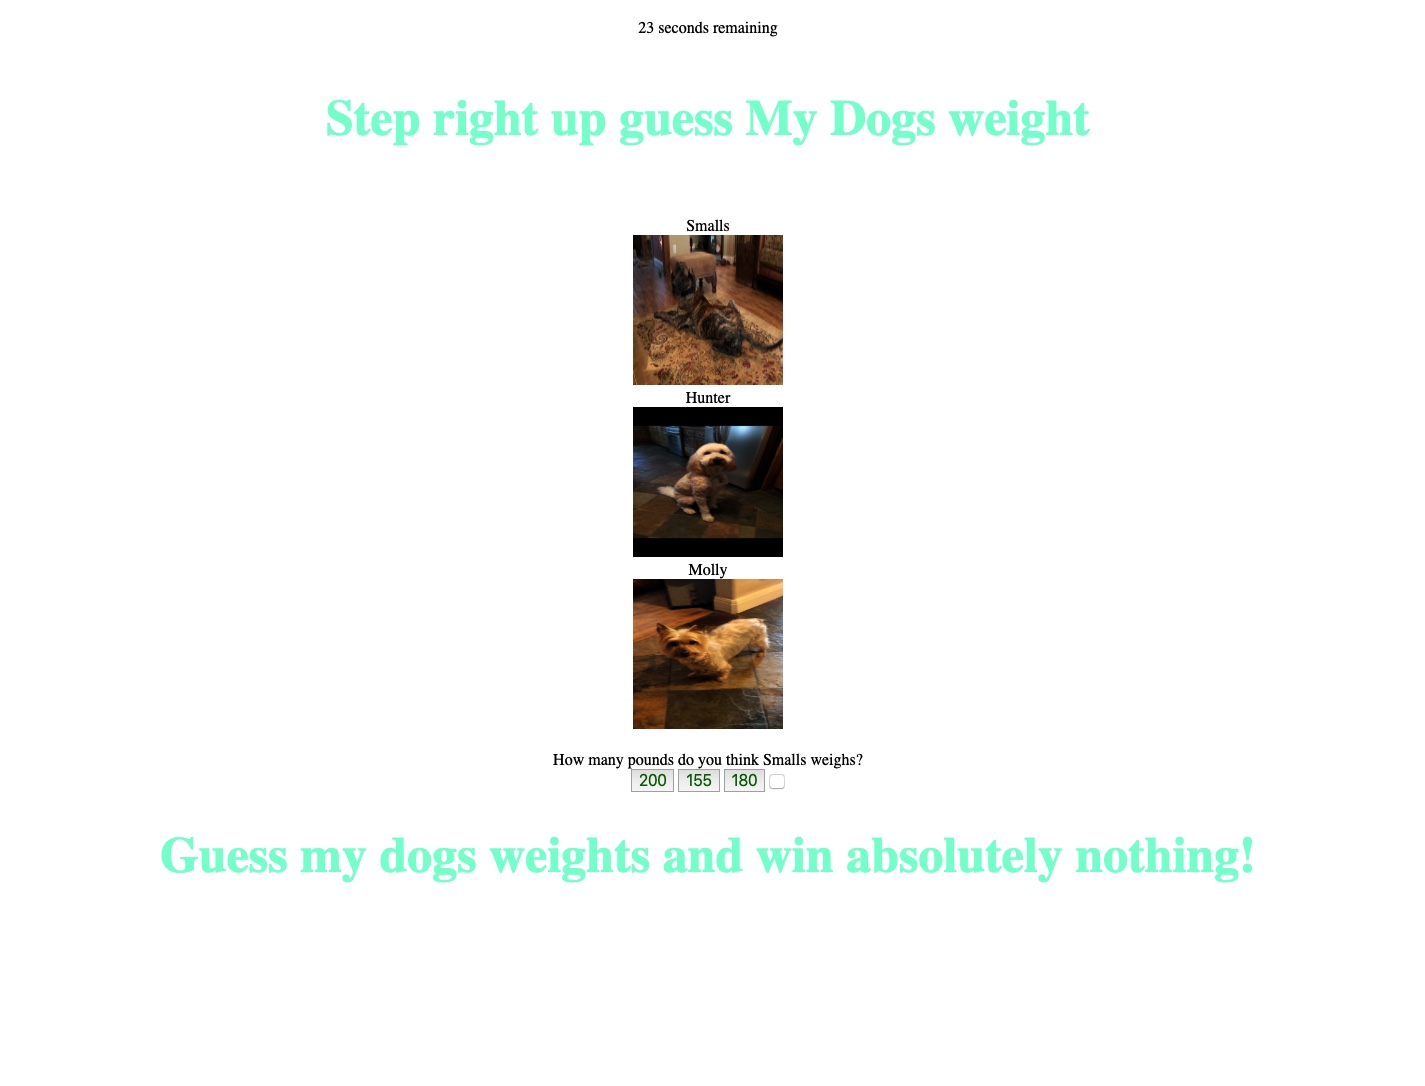 23 seconds remaining
Step right up guess My Dogs weight
Smalls
Hunter
Molly
How many pounds do you think Smalls weighs?
200 155 180
Guess my dogs weights and win absolutely nothing!